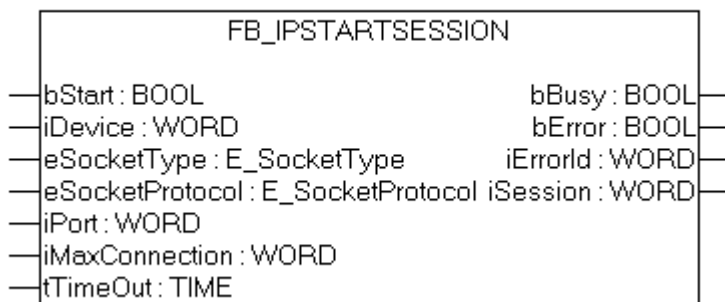 FB_IPSTARTSESSION
bStart : BOOL bBusy : BOOL
iDevice : WORD bError : BOOL
eSocketType : E_SocketType iErrorId : WORD
eSocketProtocol : E_SocketProtocol iSession : WORD
iPort : WORD
iMaxConnection : WORD
tTimeOut : TIME